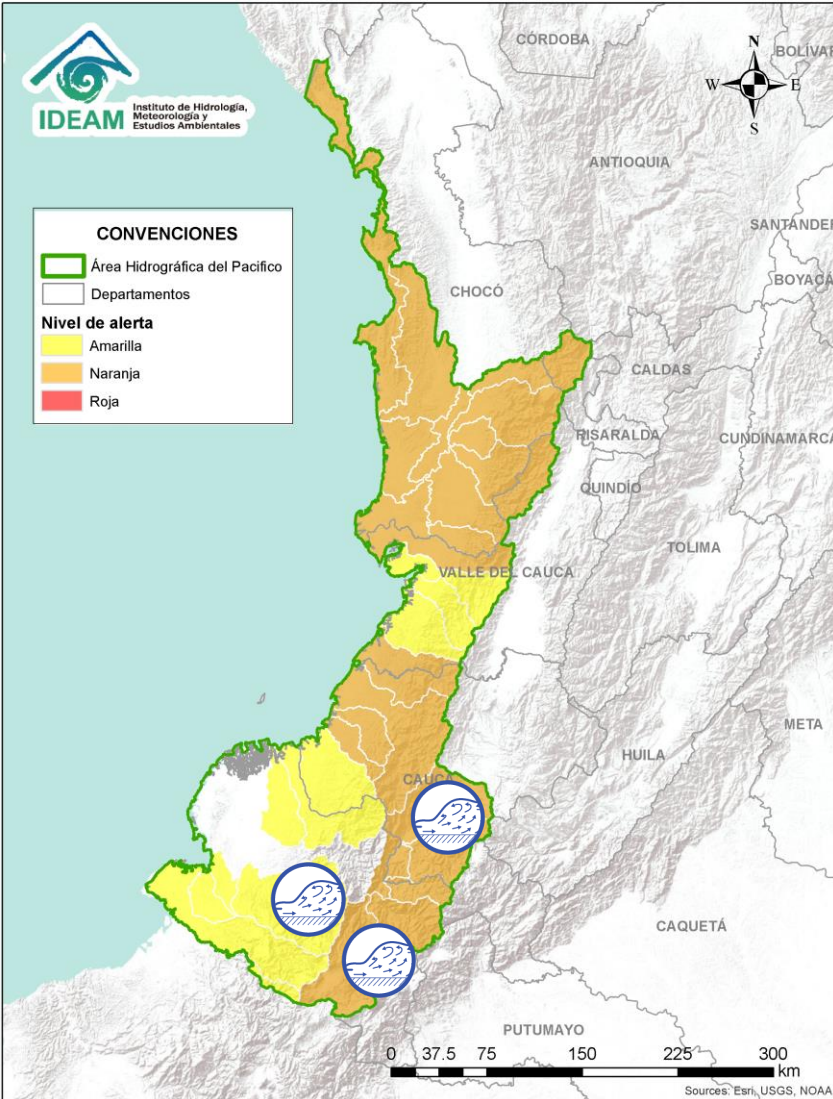 IDEAM
Instituto de Hidrología,
Meteorología y
Estudios Ambientales
N
W
E
S
CONVENCIONES
Área Hidrográfica del Pacifico
Departamentos
Nivel de alerta
Amarilla
Naranja
Roja
CÓRDOBA
BOLÍVAR
ANTIOQUIA
SANTANDER
BOYACÁ
CHOCÓ
CALDAS
RISARALDA
CUNDINAMARCA
QUINDÍO
TOLIMA
VALLE DEL CAUCA
META
HUILA
CAUCA
CAQUETÁ
PUTUMAYO
0 37.5 75 150 225 300
km
Sources: Esri, USGS, NOAA